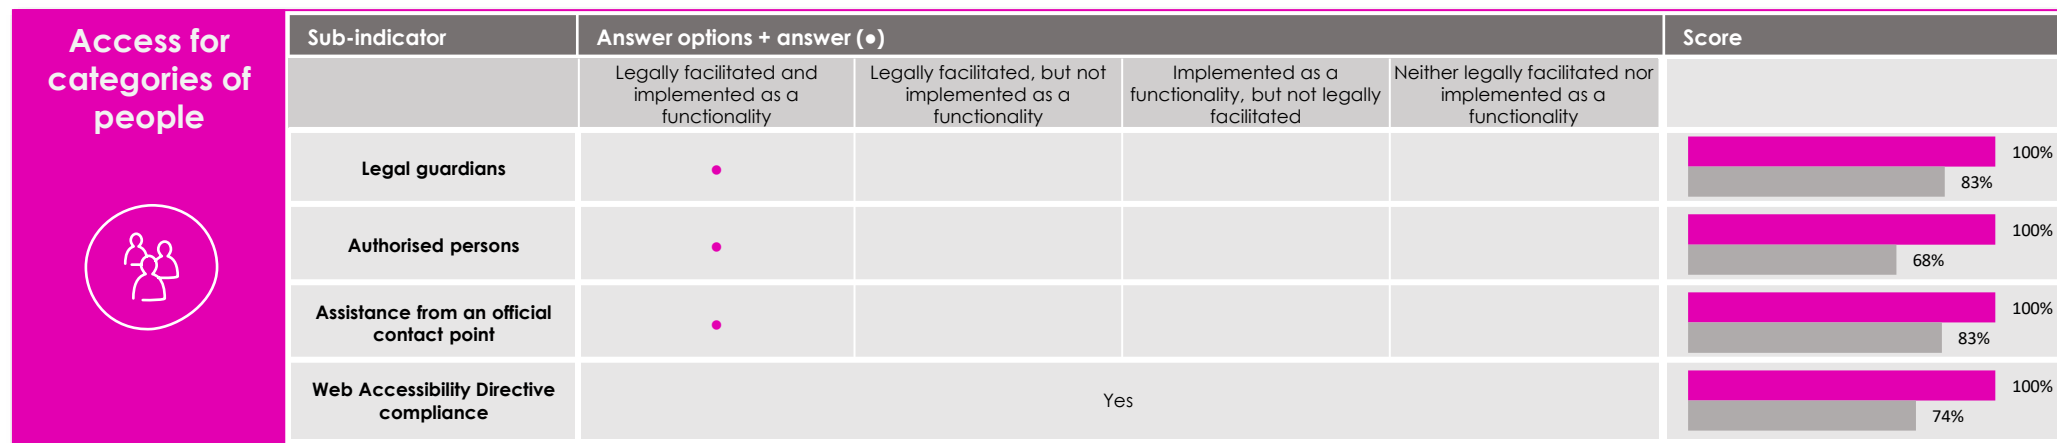 Access for
categories of
people
Sub-indicator
Answer options + answer (●)
Score
Legally facilitated and
implemented as a
functionality
Legally facilitated, but not
implemented as a
functionality
Implemented as a
functionality, but not legally
facilitated
Neither legally facilitated nor
implemented as a
functionality
Legal guardians
●
100%
83%
Authorised persons
●
100%
68%
Assistance from an official
contact point
●
100%
83%
Web Accessibility Directive
compliance
Yes
100%
74%